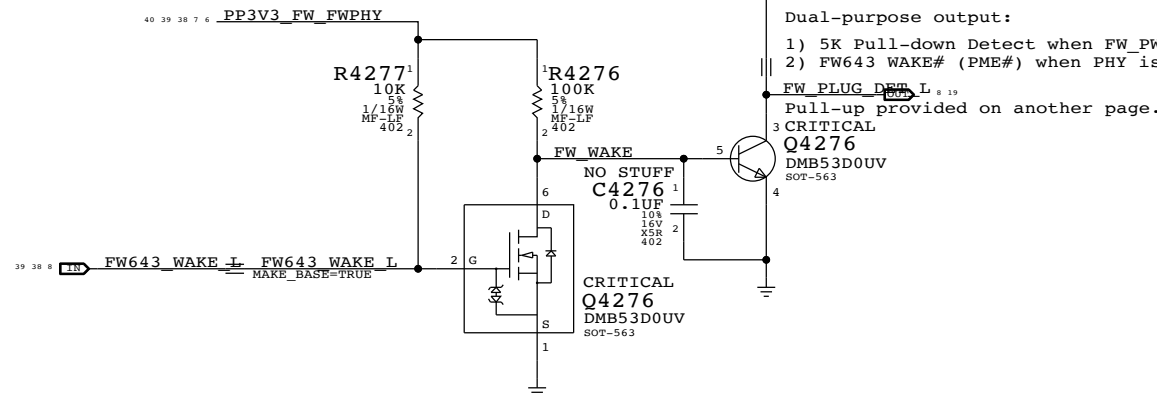 40 39 38 7 6 PP3V3_FW_FWPHY
Dual-purpose output:
1) 5K Pull-down Detect when FW_PW
2) FW643 WAKE# (PME#) when PHY is
R4277 1
10K
5%
1/16W
MF-LF
402
2
1 R4276
100K
5%
1/16W
MF-LF
402
2
FW_PLUG_DET_L OUT 8 19
Pull-up provided on another page.
3 CRITICAL
Q4276
DMB53D0UV
SOT-563
5
4
FW_WAKE
NO STUFF
C4276 1
0.1UF
10%
16V
X5R
402
2
6
D
39 38 8 IN FW643_WAKE_L FW643_WAKE_L
MAKE_BASE=TRUE
2 G
CRITICAL
Q4276
DMB53D0UV
SOT-563
S
1